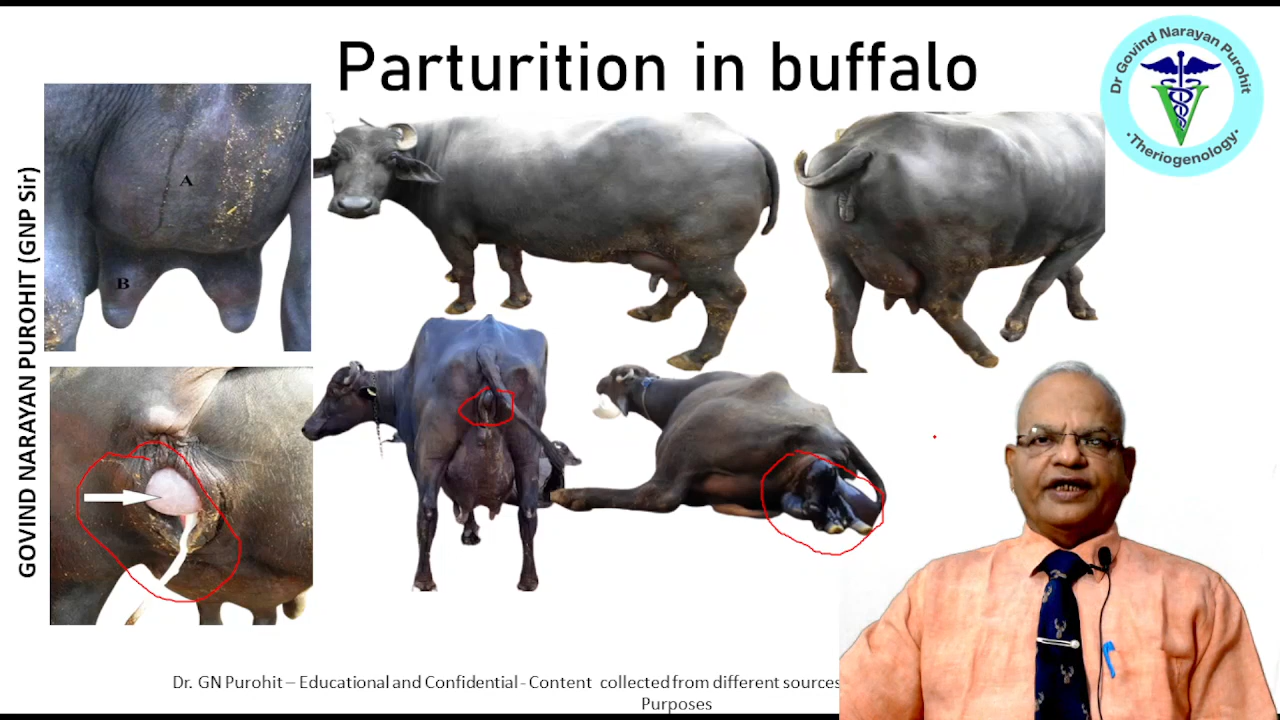 Parturition in buffalo
Dr Govind Narayan Purohit
V
·Theriogenology·
GOVIND NARAYAN PUROHIT (GNP Sir)
A
B
Dr. GN Purohit – Educational and Confidential - Content collected from different sources
Purposes